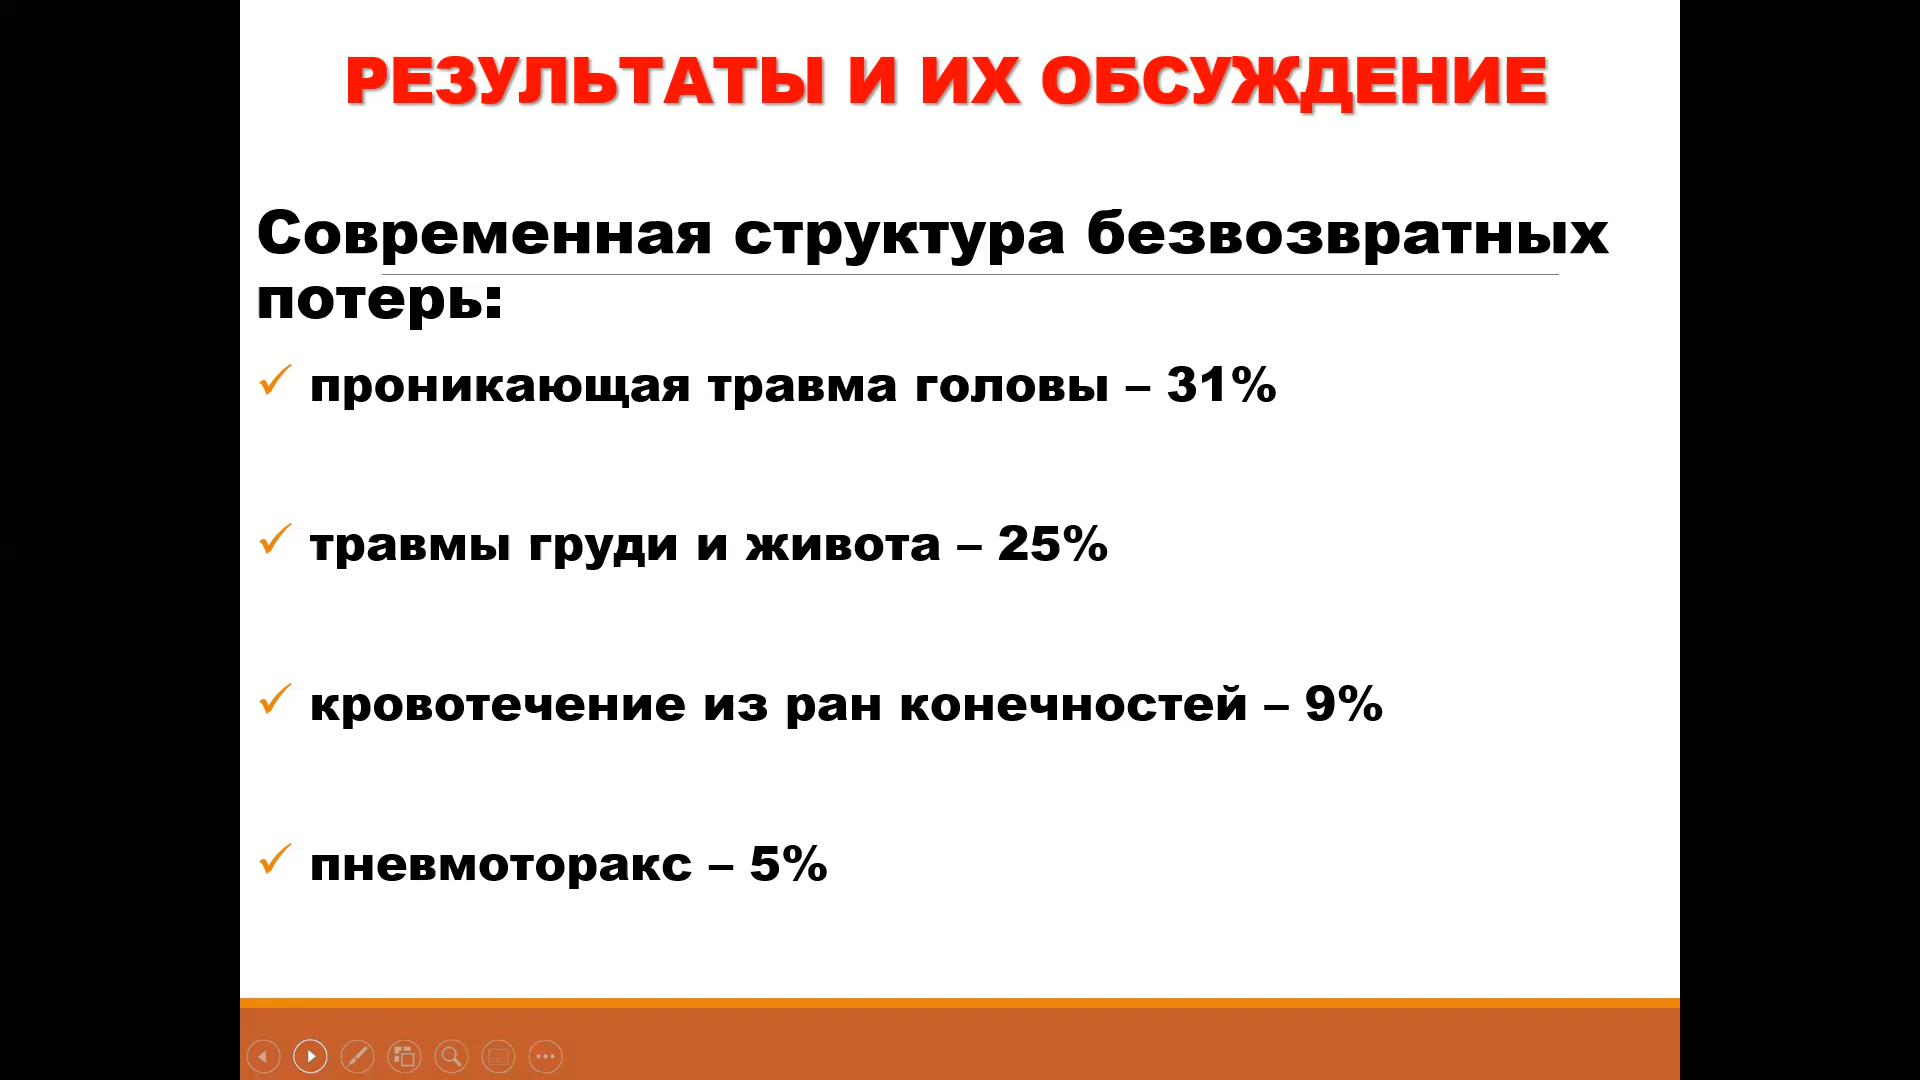 РЕЗУЛЬТАТЫ И ИХ ОБСУЖДЕНИЕ
Современная структура безвозвратных
потерь:
проникающая травма головы – 31%
травмы груди и живота – 25%
кровотечение из ран конечностей – 9%
пневмоторакс – 5%